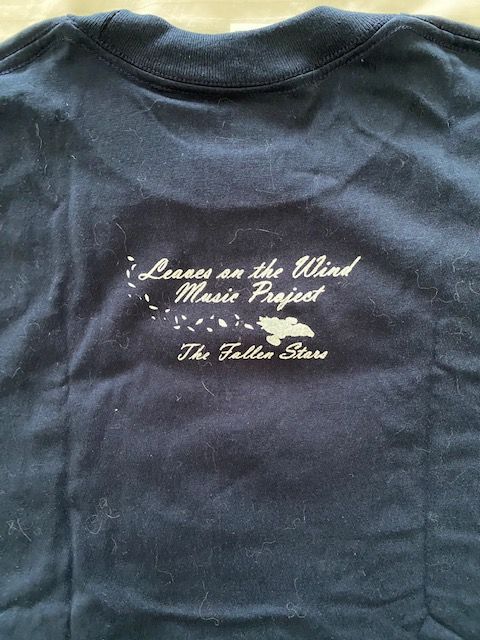 Leaves on the Wind
Music Project
The Fallen Stars